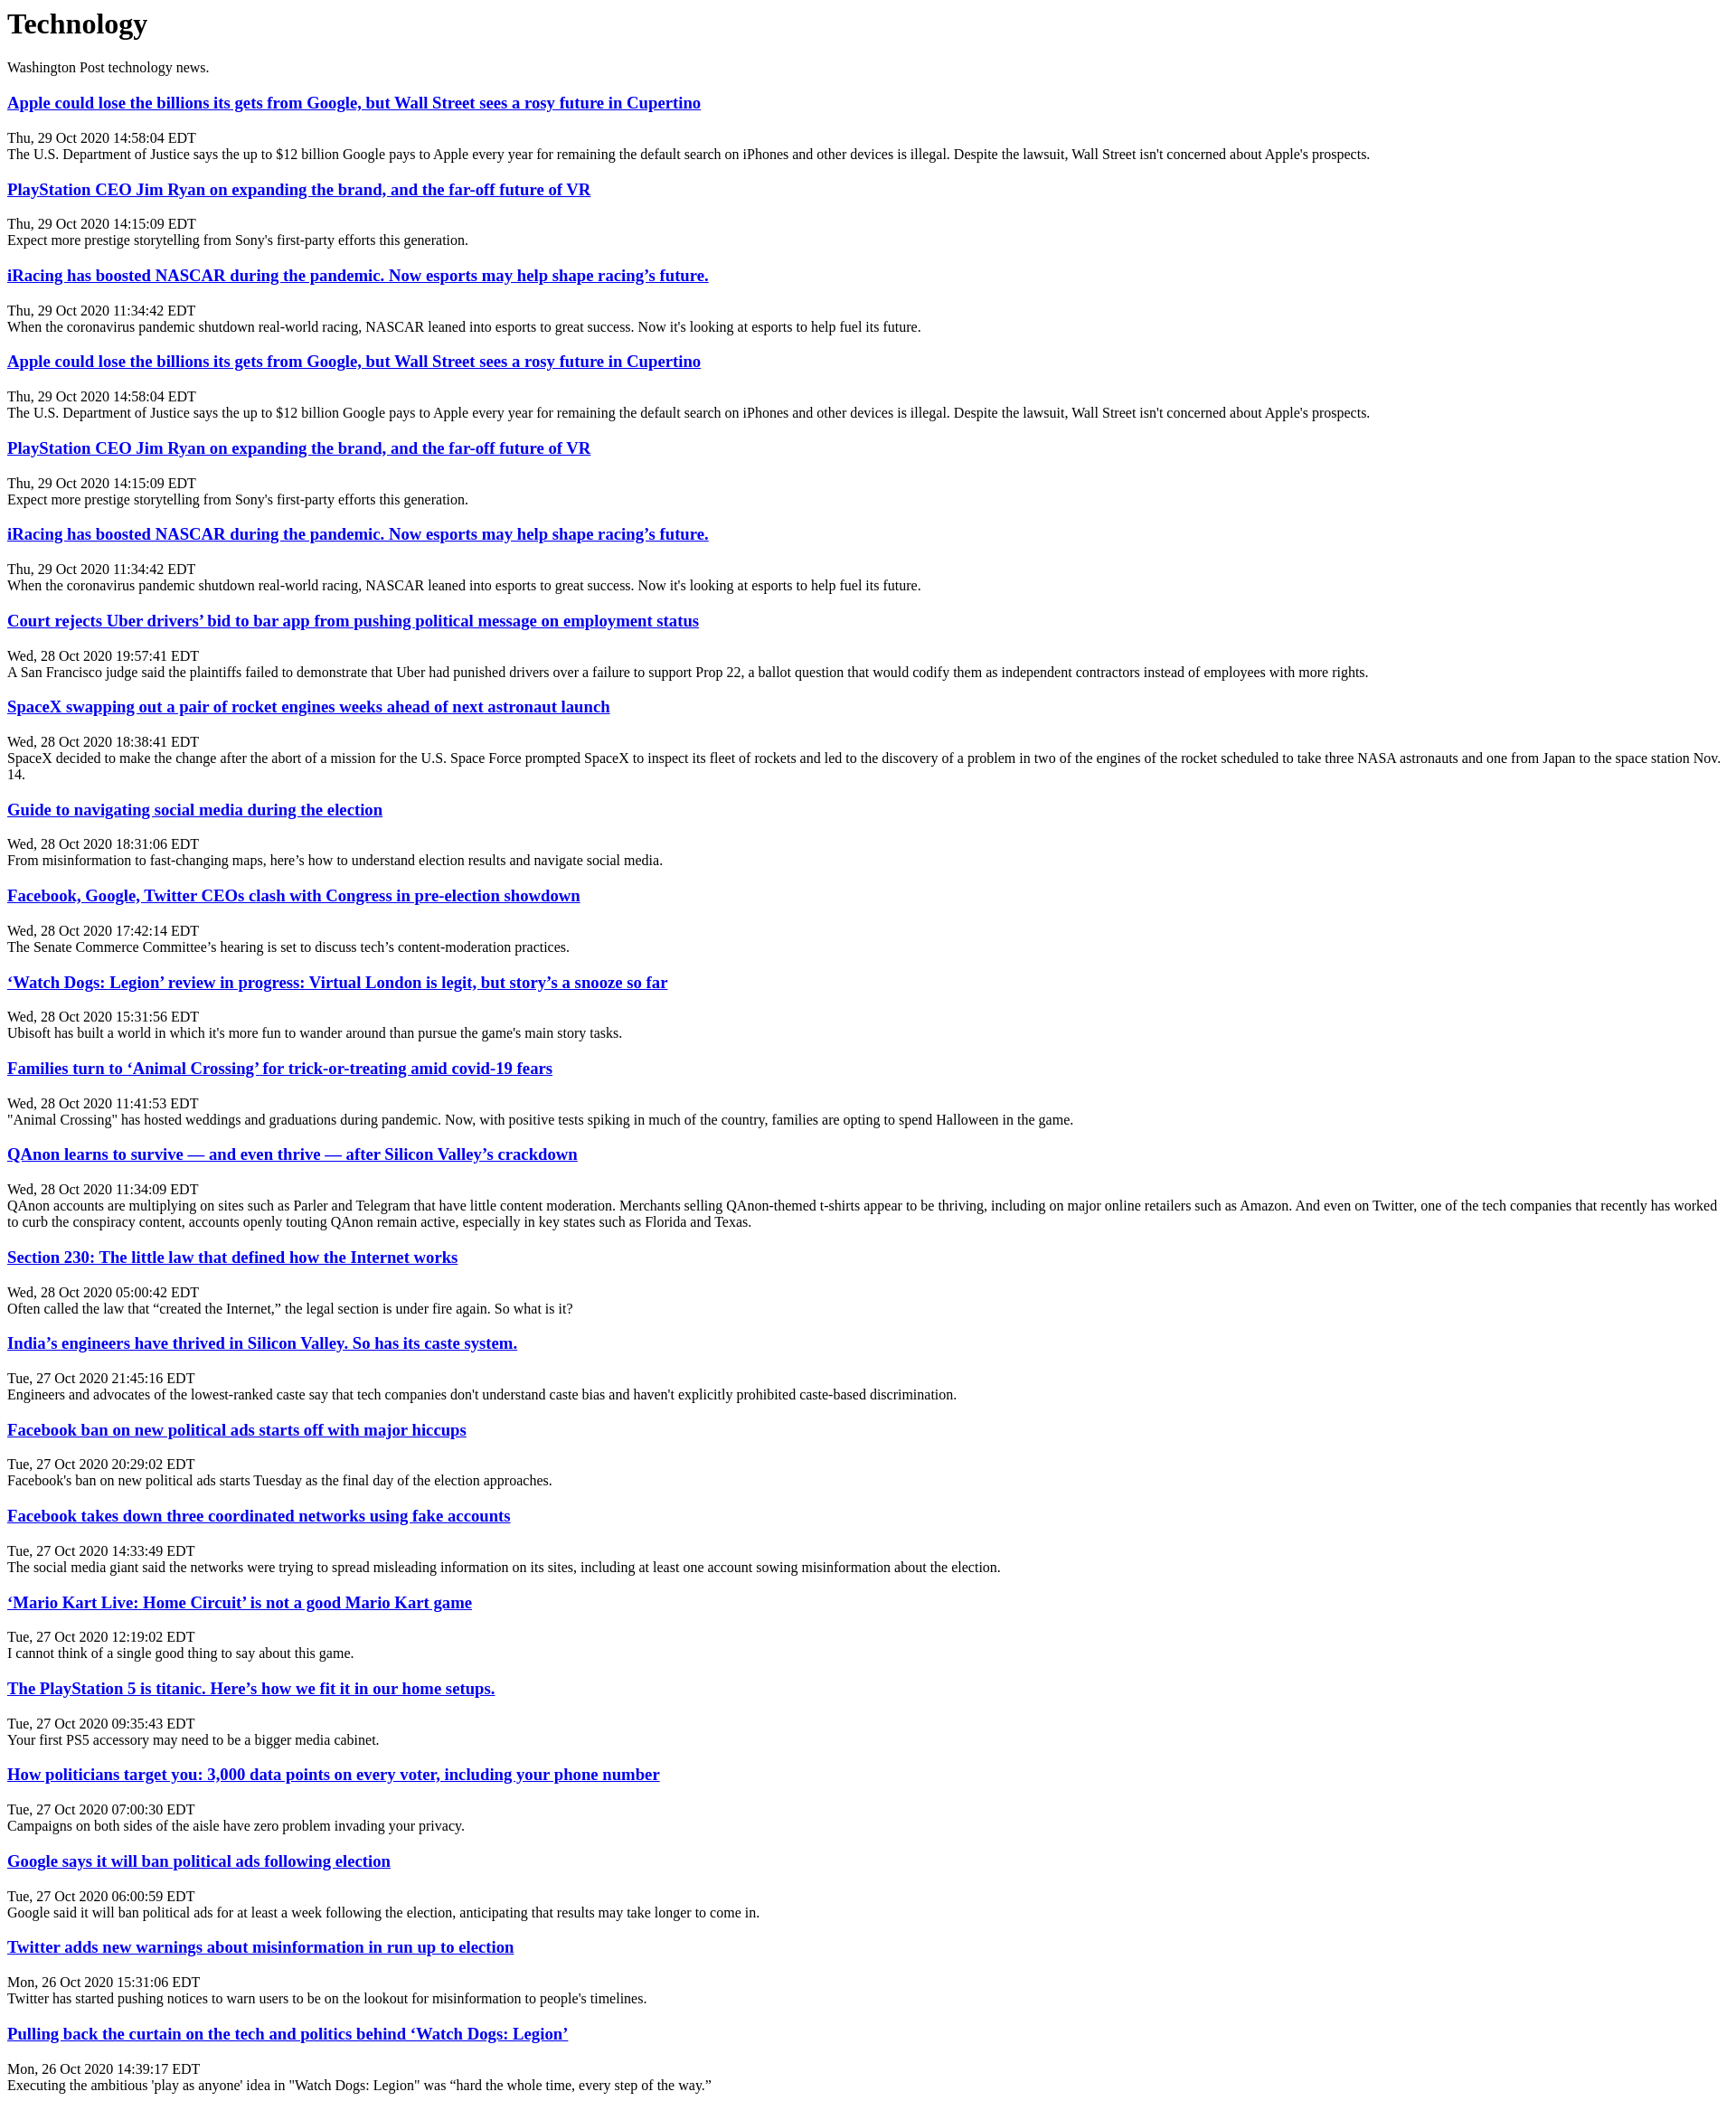 Technology
Washington Post technology news.
Apple could lose the billions its gets from Google, but Wall Street sees a rosy future in Cupertino
Thu, 29 Oct 2020 14:58:04 EDT
The U.S. Department of Justice says the up to $12 billion Google pays to Apple every year for remaining the default search on iPhones and other devices is illegal. Despite the lawsuit, Wall Street isn't concerned about Apple's prospects.
PlayStation CEO Jim Ryan on expanding the brand, and the far-off future of VR
Thu, 29 Oct 2020 14:15:09 EDT
Expect more prestige storytelling from Sony's first-party efforts this generation.
iRacing has boosted NASCAR during the pandemic. Now esports may help shape racing’s future.
Thu, 29 Oct 2020 11:34:42 EDT
When the coronavirus pandemic shutdown real-world racing, NASCAR leaned into esports to great success. Now it's looking at esports to help fuel its future.
Apple could lose the billions its gets from Google, but Wall Street sees a rosy future in Cupertino
Thu, 29 Oct 2020 14:58:04 EDT
The U.S. Department of Justice says the up to $12 billion Google pays to Apple every year for remaining the default search on iPhones and other devices is illegal. Despite the lawsuit, Wall Street isn't concerned about Apple's prospects.
PlayStation CEO Jim Ryan on expanding the brand, and the far-off future of VR
Thu, 29 Oct 2020 14:15:09 EDT
Expect more prestige storytelling from Sony's first-party efforts this generation.
iRacing has boosted NASCAR during the pandemic. Now esports may help shape racing’s future.
Thu, 29 Oct 2020 11:34:42 EDT
When the coronavirus pandemic shutdown real-world racing, NASCAR leaned into esports to great success. Now it's looking at esports to help fuel its future.
Court rejects Uber drivers’ bid to bar app from pushing political message on employment status
Wed, 28 Oct 2020 19:57:41 EDT
A San Francisco judge said the plaintiffs failed to demonstrate that Uber had punished drivers over a failure to support Prop 22, a ballot question that would codify them as independent contractors instead of employees with more rights.
SpaceX swapping out a pair of rocket engines weeks ahead of next astronaut launch
Wed, 28 Oct 2020 18:38:41 EDT
SpaceX decided to make the change after the abort of a mission for the U.S. Space Force prompted SpaceX to inspect its fleet of rockets and led to the discovery of a problem in two of the engines of the rocket scheduled to take three NASA astronauts and one from Japan to the space station Nov.
14.
Guide to navigating social media during the election
Wed, 28 Oct 2020 18:31:06 EDT
From misinformation to fast-changing maps, here’s how to understand election results and navigate social media.
Facebook, Google, Twitter CEOs clash with Congress in pre-election showdown
Wed, 28 Oct 2020 17:42:14 EDT
The Senate Commerce Committee’s hearing is set to discuss tech’s content-moderation practices.
‘Watch Dogs: Legion’ review in progress: Virtual London is legit, but story’s a snooze so far
Wed, 28 Oct 2020 15:31:56 EDT
Ubisoft has built a world in which it's more fun to wander around than pursue the game's main story tasks.
Families turn to ‘Animal Crossing’ for trick-or-treating amid covid-19 fears
Wed, 28 Oct 2020 11:41:53 EDT
"Animal Crossing" has hosted weddings and graduations during pandemic. Now, with positive tests spiking in much of the country, families are opting to spend Halloween in the game.
QAnon learns to survive — and even thrive — after Silicon Valley’s crackdown
Wed, 28 Oct 2020 11:34:09 EDT
QAnon accounts are multiplying on sites such as Parler and Telegram that have little content moderation. Merchants selling QAnon-themed t-shirts appear to be thriving, including on major online retailers such as Amazon. And even on Twitter, one of the tech companies that recently has worked
to curb the conspiracy content, accounts openly touting QAnon remain active, especially in key states such as Florida and Texas.
Section 230: The little law that defined how the Internet works
Wed, 28 Oct 2020 05:00:42 EDT
Often called the law that “created the Internet,” the legal section is under fire again. So what is it?
India’s engineers have thrived in Silicon Valley. So has its caste system.
Tue, 27 Oct 2020 21:45:16 EDT
Engineers and advocates of the lowest-ranked caste say that tech companies don't understand caste bias and haven't explicitly prohibited caste-based discrimination.
Facebook ban on new political ads starts off with major hiccups
Tue, 27 Oct 2020 20:29:02 EDT
Facebook's ban on new political ads starts Tuesday as the final day of the election approaches.
Facebook takes down three coordinated networks using fake accounts
Tue, 27 Oct 2020 14:33:49 EDT
The social media giant said the networks were trying to spread misleading information on its sites, including at least one account sowing misinformation about the election.
‘Mario Kart Live: Home Circuit’ is not a good Mario Kart game
Tue, 27 Oct 2020 12:19:02 EDT
I cannot think of a single good thing to say about this game.
The PlayStation 5 is titanic. Here’s how we fit it in our home setups.
Tue, 27 Oct 2020 09:35:43 EDT
Your first PS5 accessory may need to be a bigger media cabinet.
How politicians target you: 3,000 data points on every voter, including your phone number
Tue, 27 Oct 2020 07:00:30 EDT
Campaigns on both sides of the aisle have zero problem invading your privacy.
Google says it will ban political ads following election
Tue, 27 Oct 2020 06:00:59 EDT
Google said it will ban political ads for at least a week following the election, anticipating that results may take longer to come in.
Twitter adds new warnings about misinformation in run up to election
Mon, 26 Oct 2020 15:31:06 EDT
Twitter has started pushing notices to warn users to be on the lookout for misinformation to people's timelines.
Pulling back the curtain on the tech and politics behind ‘Watch Dogs: Legion’
Mon, 26 Oct 2020 14:39:17 EDT
Executing the ambitious 'play as anyone' idea in "Watch Dogs: Legion" was “hard the whole time, every step of the way.”